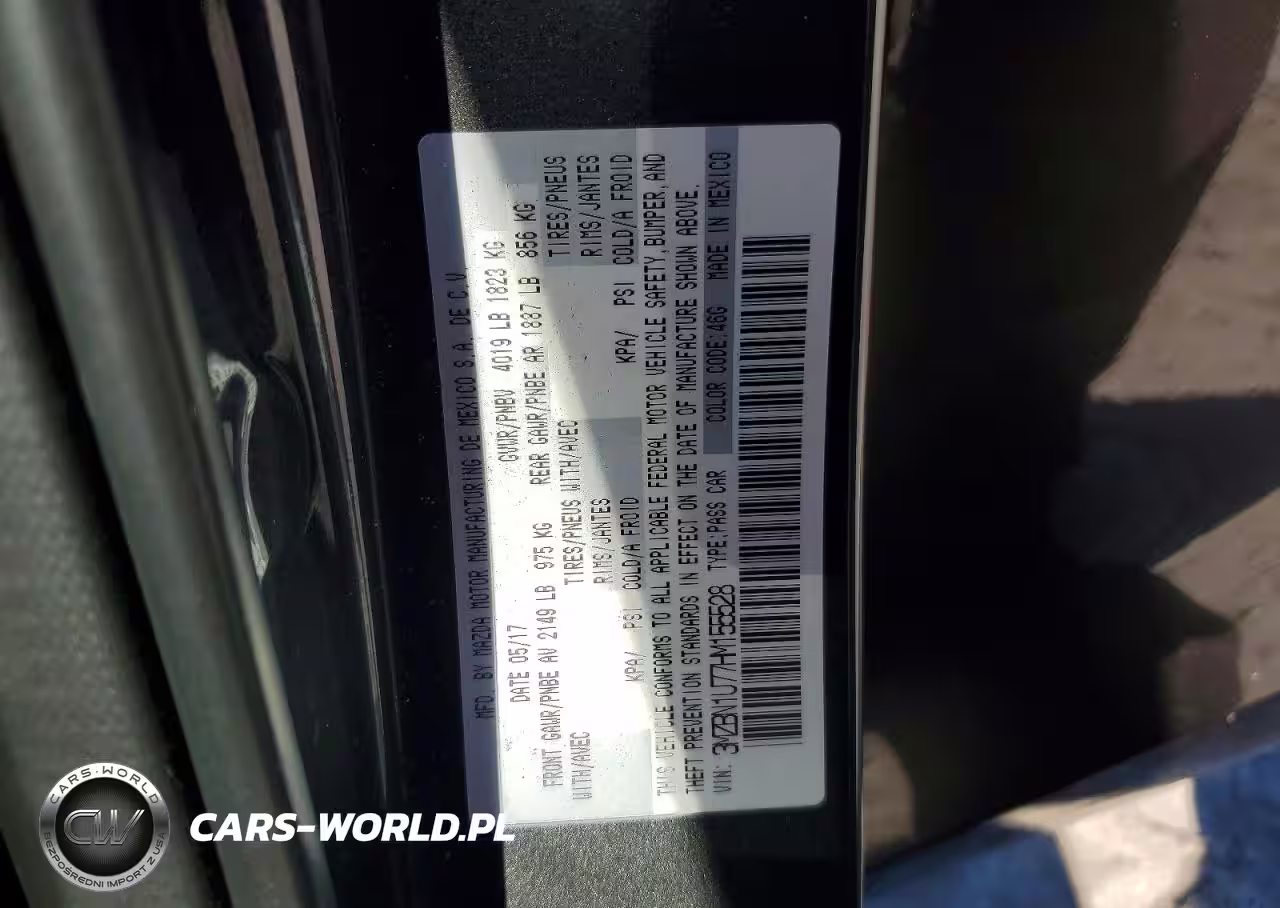 MFD. BY MAZDA MOTOR MANUFACTURING DE MEXICO S.A. DE C.V.
DATE 05/17 GVWR/PNBV 4019 LB 1823 KG
FRONT GAWR/PNBE AV 2149 LB 975 KG REAR GAWR/PNBE AR 1887 LB 856 KG
WITH/AVEC TIRES/PNEUS WITH/AVEC TIRES/PNEUS
RIMS/JANTES RIMS/JANTES
KPA/ PSI COLD/A FROID KPA/ PSI COLD/A FROID
THIS VEHICLE CONFORMS TO ALL APPLICABLE FEDERAL MOTOR VEHICLE SAFETY, BUMPER, AND
THEFT PREVENTION STANDARDS IN EFFECT ON THE DATE OF MANUFACTURE SHOWN ABOVE.
VIN: 3MZBN1U77HM155528 TYPE:PASS CAR COLOR CODE:46G MADE IN MEXICO
CARS-WORLD
CW
BEZPOŚREDNI IMPORT Z USA
CARS-WORLD.PL